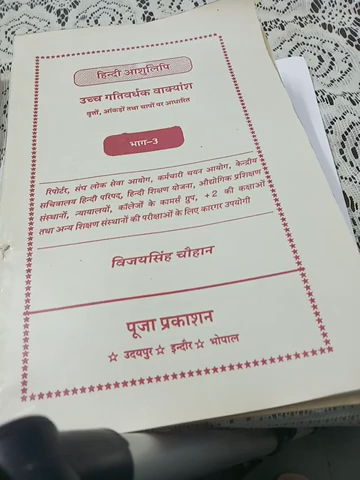 हिन्दी आशुलिपि
उच्च गतिवर्धक वाक्यांश
वृत्तों, आंकड़ों तथा चापों पर आधारित
भाग-3
रिपोर्टर, संघ लोक सेवा आयोग, कर्मचारी चयन आयोग, केन्द्रीय
सचिवालय हिन्दी परिषद्, हिन्दी शिक्षण योजना, औद्योगिक प्रशिक्षण
संस्थानों, न्यायालयों, कॉलेजों के कामर्स ग्रुप, +2 की कक्षाओं
तथा अन्य शिक्षण संस्थानों की परीक्षाओं के लिए कारगर उपयोगी
विजयसिंह चौहान
पूजा प्रकाशन
☆ उदयपुर ☆ इन्दौर ☆ भोपाल